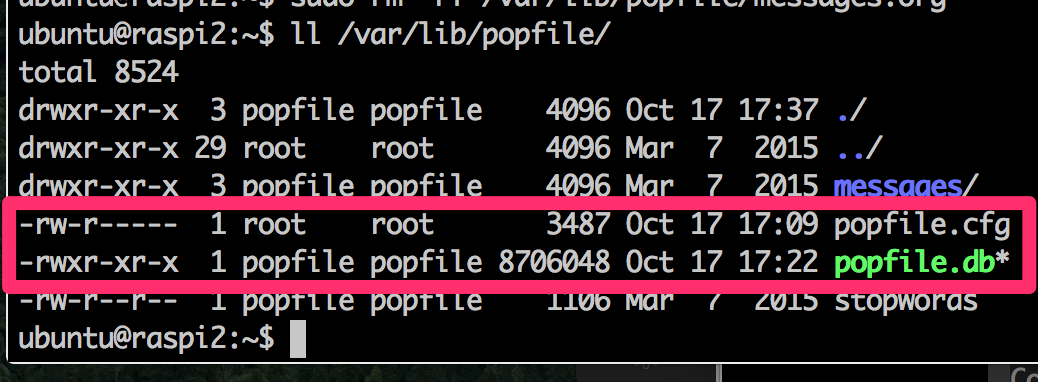 ubuntu@raspi2:~$ sudo rm -rf /var/lib/popfile/messages.org
ubuntu@raspi2:~$ ll /var/lib/popfile/
total 8524
drwxr-xr-x 3 popfile popfile 4096 Oct 17 17:37 ./
drwxr-xr-x 29 root root 4096 Mar 7 2015 ../
drwxr-xr-x 3 popfile popfile 4096 Mar 7 2015 messages/
-rw-r----- 1 root root 3487 Oct 17 17:09 popfile.cfg
-rwxr-xr-x 1 popfile popfile 8706048 Oct 17 17:22 popfile.db*
-rw-r--r-- 1 popfile popfile 1106 Mar 7 2015 stopwords
ubuntu@raspi2:~$